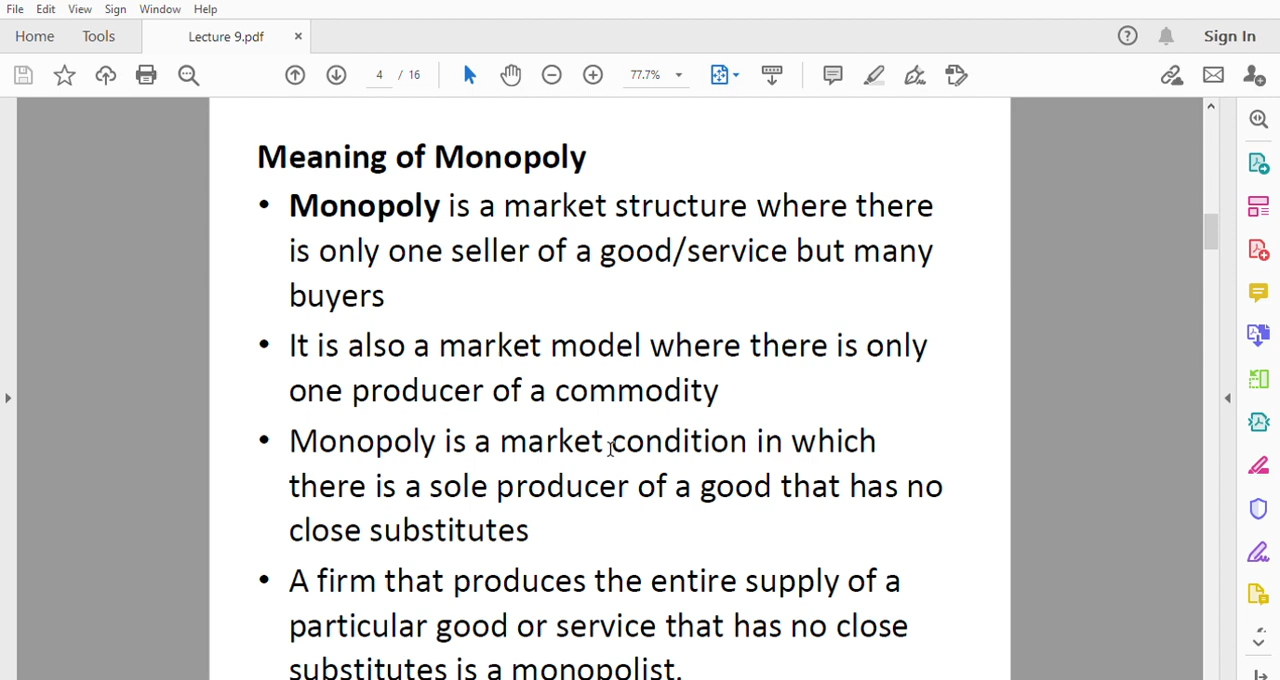 File Edit View Sign Window Help
Home Tools Lecture 9.pdf × Sign In
4 / 16 77.7%
Meaning of Monopoly
• Monopoly is a market structure where there
is only one seller of a good/service but many
buyers
• It is also a market model where there is only
one producer of a commodity
• Monopoly is a market condition in which
there is a sole producer of a good that has no
close substitutes
• A firm that produces the entire supply of a
particular good or service that has no close
substitutes is a monopolist.